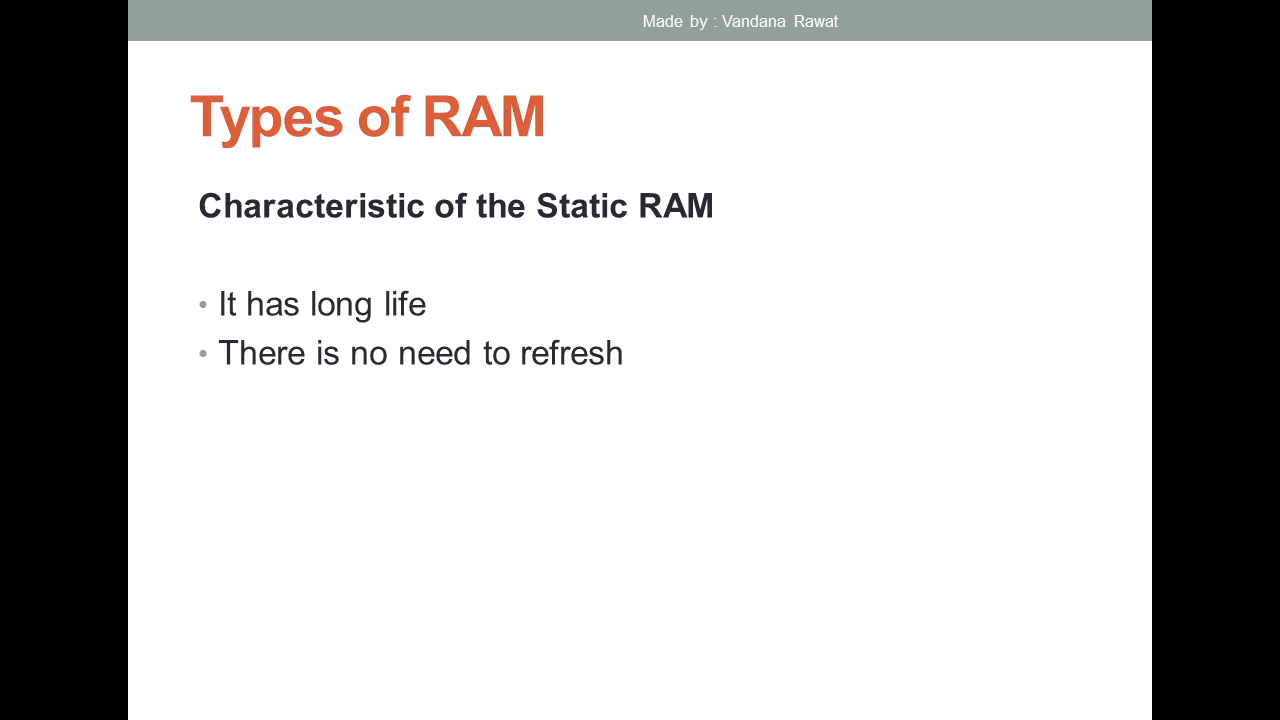 Made by : Vandana Rawat
Types of RAM
Characteristic of the Static RAM
• It has long life
• There is no need to refresh